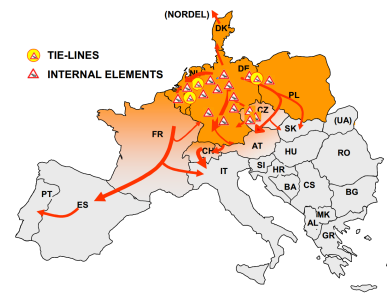 (NORDEL)
DK
TIE-LINES
INTERNAL ELEMENTS
NL
DE
PL
CZ
(UA)
FR
SK
CH
AT
HU
RO
IT
SI
HR
PT
ES
BA
CS
BG
MK
AL
GR